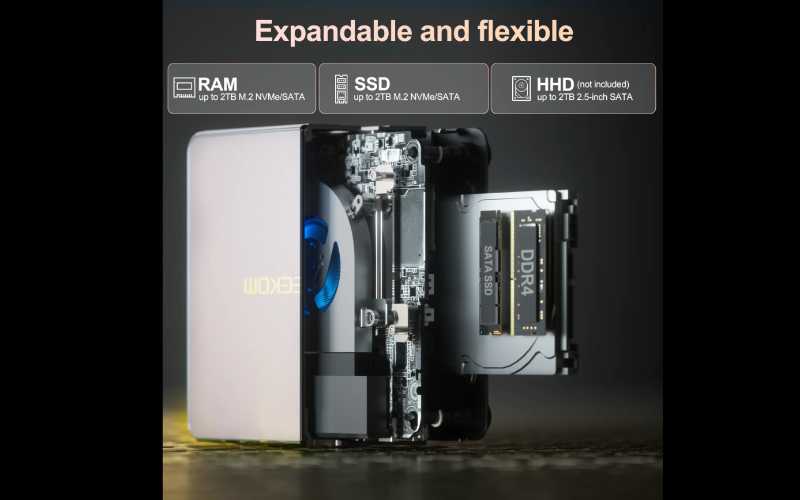 Expandable and flexible
RAM
up to 2TB M.2 NVMe/SATA
SSD
up to 2TB M.2 NVMe/SATA
HHD (not included)
up to 2TB 2.5-inch SATA
SATA SSD
DDR4
GEEKOM